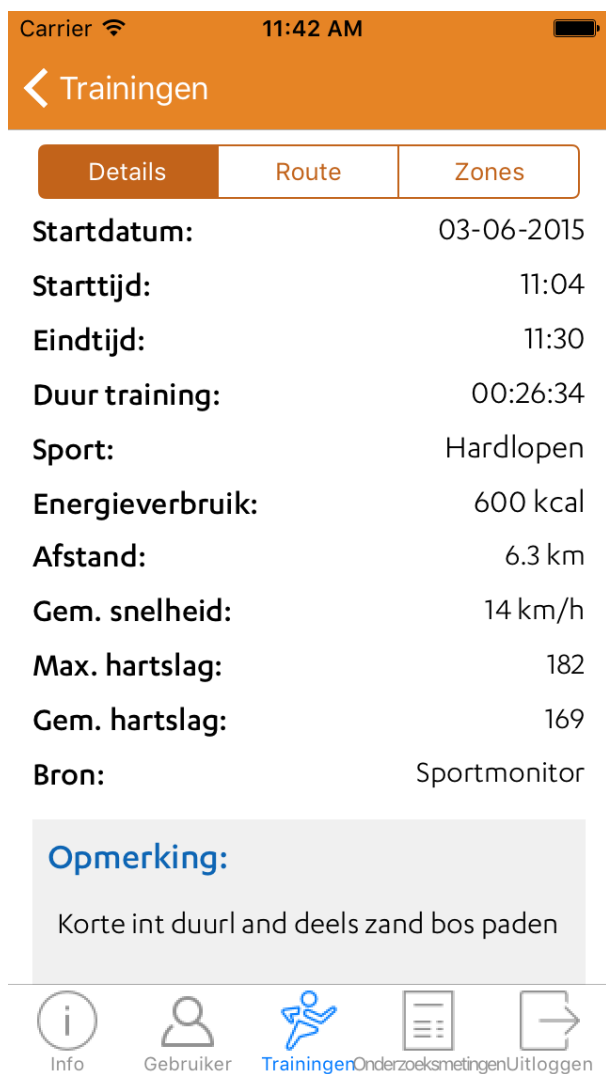 Carrier 11:42 AM
Trainingen
Details Route Zones
Startdatum: 03-06-2015
Starttijd: 11:04
Eindtijd: 11:30
Duur training: 00:26:34
Sport: Hardlopen
Energieverbruik: 600 kcal
Afstand: 6.3 km
Gem. snelheid: 14 km/h
Max. hartslag: 182
Gem. hartslag: 169
Bron: Sportmonitor
Opmerking:
Korte int duurl and deels zand bos paden
Info Gebruiker Trainingen Onderzoeksmetingen Uitloggen